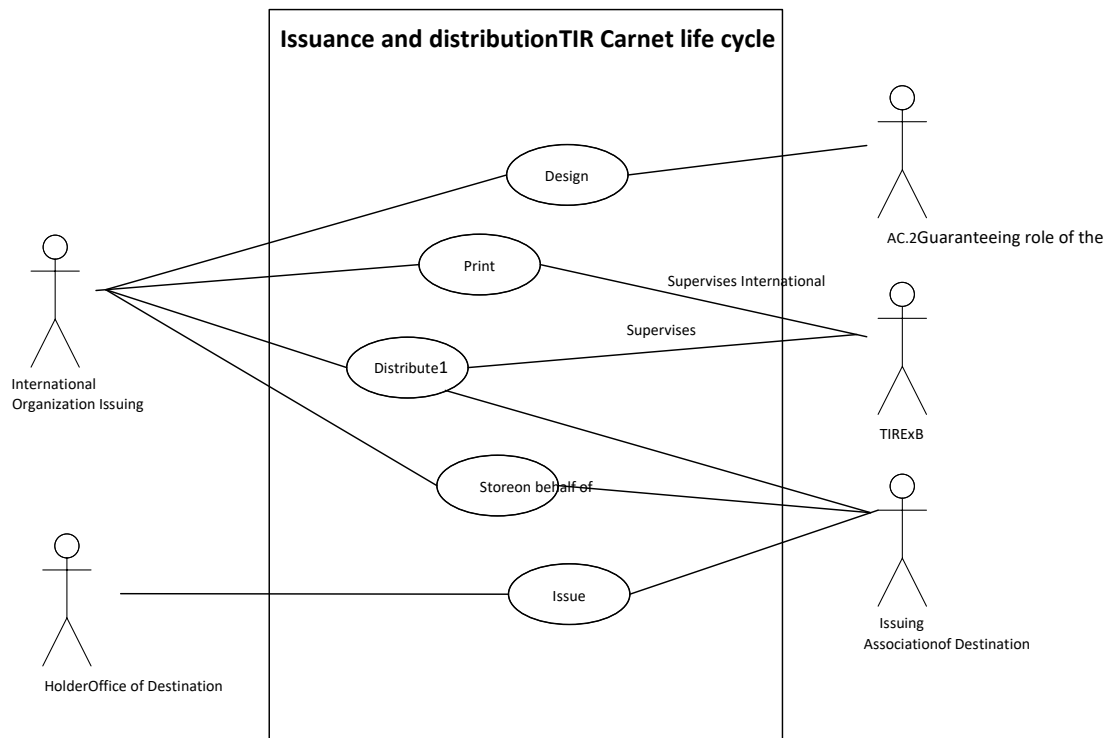 Issuance and distributionTIR Carnet life cycle
Design
AC.2Guaranteeing role of the
Print
Supervises International
Supervises
Distribute1
International
Organization Issuing
TIRExB
Storeon behalf of
Issue
Issuing
Associationof Destination
HolderOffice of Destination